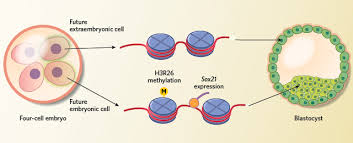 Future
extraembryonic cell
H3R26
methylation
Sox21
expression
M
Future
embryonic cell
Four-cell embryo
Blastocyst